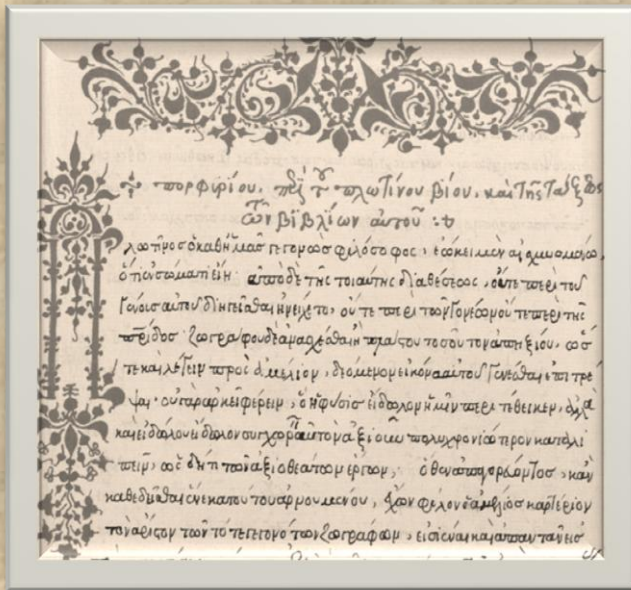 πορφυρίου. περὶ τοῦ πλωτίνου βίου. καὶ τῆς τάξεως
τῶν βιβλίων αὐτοῦ :
Πλωτῖνος ὁ καθ' ἡμᾶς γεγονὼς φιλόσοφος, ἐώκει μὲν αἰσχυνομένῳ,
ὅτι ἐν σώματι εἴη· ἀπὸ δὲ τῆς τοιαύτης διαθέσεως, οὔτε περὶ τοῦ
γένους αὐτοῦ διηγεῖσθαι ἠνείχετο, οὔτε περὶ τῶν γονέων οὔτε περὶ τῆς
πατρίδος· ζωγράφου δὲ ἀνασχέσθαι ἢ πλάστου τοσοῦτον ἀπηξίου, ὥσ
τε καὶ λέγειν πρὸς ἀμέλιον, δεόμενον εἰκόνα αὐτοῦ γενέσθαι ἐπιτρέ
ψαι· οὐ γὰρ ἀρκεῖ φέρειν, ὃ ἡ φύσις εἴδωλον ἡμῖν περιτέθεικεν, ἀλλὰ
καὶ εἰδώλου εἴδωλον συγχωρεῖν αὐτὸν ἀξιοῦν πολυχρονιώτερον καταλι
πεῖν, ὡς δή τι τῶν ἀξιοθεάτων ἔργων; ὅθεν ἀπαγορεύοντος, καὶ
καθεδεῖσθαι ἕνεκα τούτου ἀρνουμένου, ἔχων φίλον ὁ ἀμέλιος καρτέριον
τὸν ἄριστον τῶν τότε γεγονότων ζωγράφων, εἰσιέναι καὶ ἀπαντᾶν εἰς